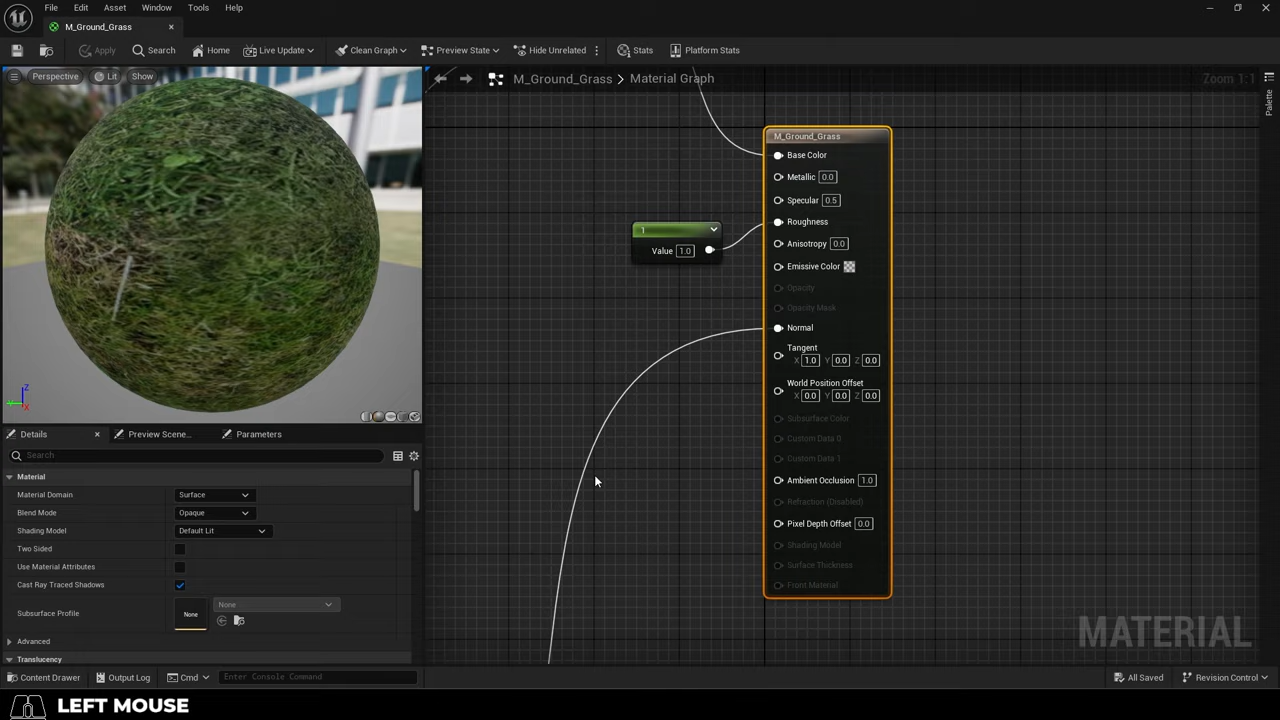 File Edit Asset Window Tools Help
M_Ground_Grass
Apply Search Home Live Update Clean Graph Preview State Hide Unrelated Stats Platform Stats
Perspective Lit Show
M_Ground_Grass > Material Graph Zoom 1:1
Palette
M_Ground_Grass
Base Color
Metallic 0.0
Specular 0.5
Roughness
Anisotropy 0.0
Emissive Color
Opacity
Opacity Mask
Normal
Tangent
X 1.0 Y 0.0 Z 0.0
World Position Offset
X 0.0 Y 0.0 Z 0.0
Subsurface Color
Custom Data 0
Custom Data 1
Ambient Occlusion 1.0
Refraction (Disabled)
Pixel Depth Offset 0.0
Shading Model
Surface Thickness
Front Material
1
Value 1.0
MATERIAL
Z
Y
X
Details Preview Scene... Parameters
Search
Material
Material Domain Surface
Blend Mode Opaque
Shading Model Default Lit
Two Sided
Use Material Attributes
Cast Ray Traced Shadows
Subsurface Profile None None
Advanced
Translucency
Content Drawer Output Log Cmd Enter Console Command All Saved Revision Control
LEFT MOUSE